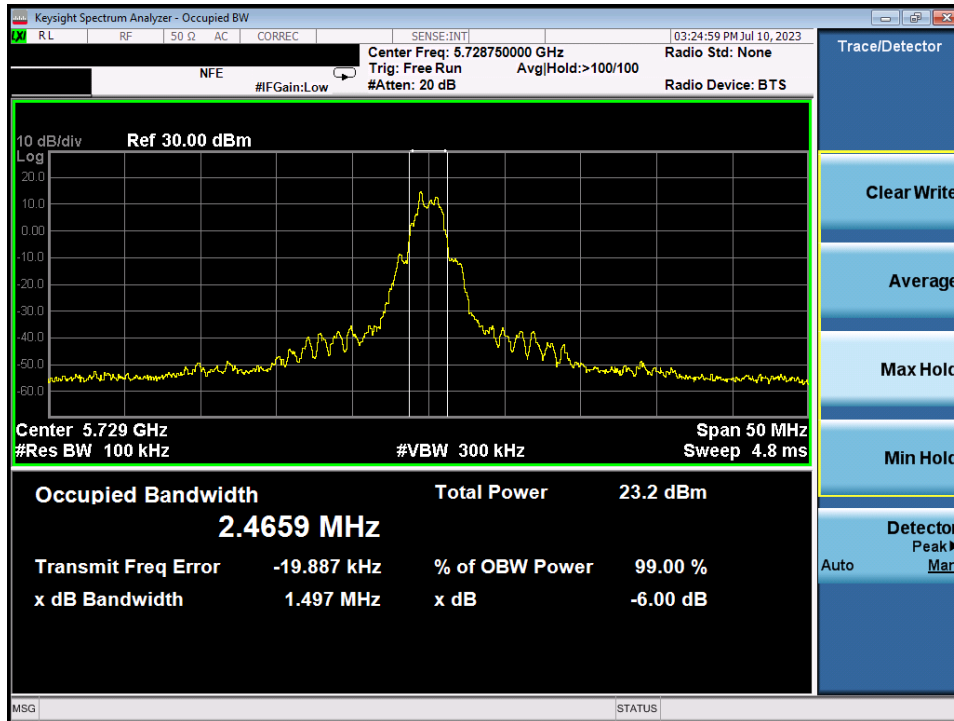 Keysight Spectrum Analyzer - Occupied BW
LXI RL RF 50 Ω AC CORREC SENSE:INT 03:24:59 PM Jul 10, 2023
Center Freq: 5.728750000 GHz Radio Std: None
Trig: Free Run Avg|Hold:>100/100
NFE #IFGain:Low #Atten: 20 dB Radio Device: BTS
10 dB/div Ref 30.00 dBm
Log
20.0
10.0
0.00
-10.0
-20.0
-30.0
-40.0
-50.0
-60.0
Center 5.729 GHz Span 50 MHz
#Res BW 100 kHz #VBW 300 kHz Sweep 4.8 ms
Occupied Bandwidth Total Power 23.2 dBm
2.4659 MHz
Transmit Freq Error -19.887 kHz % of OBW Power 99.00 %
x dB Bandwidth 1.497 MHz x dB -6.00 dB
MSG STATUS
Trace/Detector
Clear Write
Average
Max Hold
Min Hold
Detector
Peak
Auto Man